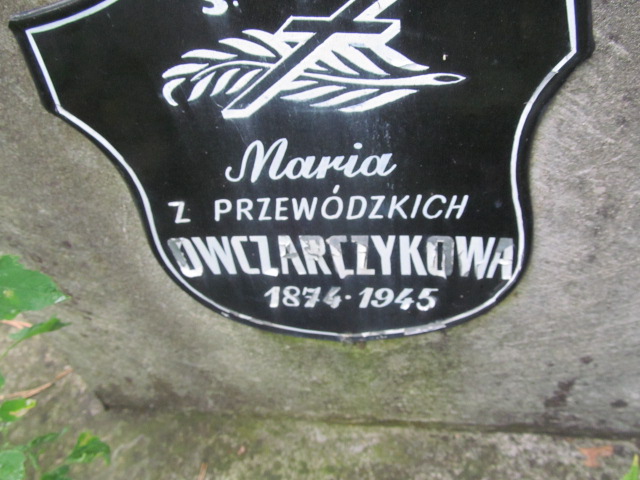 Maria
Z PRZEWÓDZKICH
OWCZARCZYKOWA
1874·1945